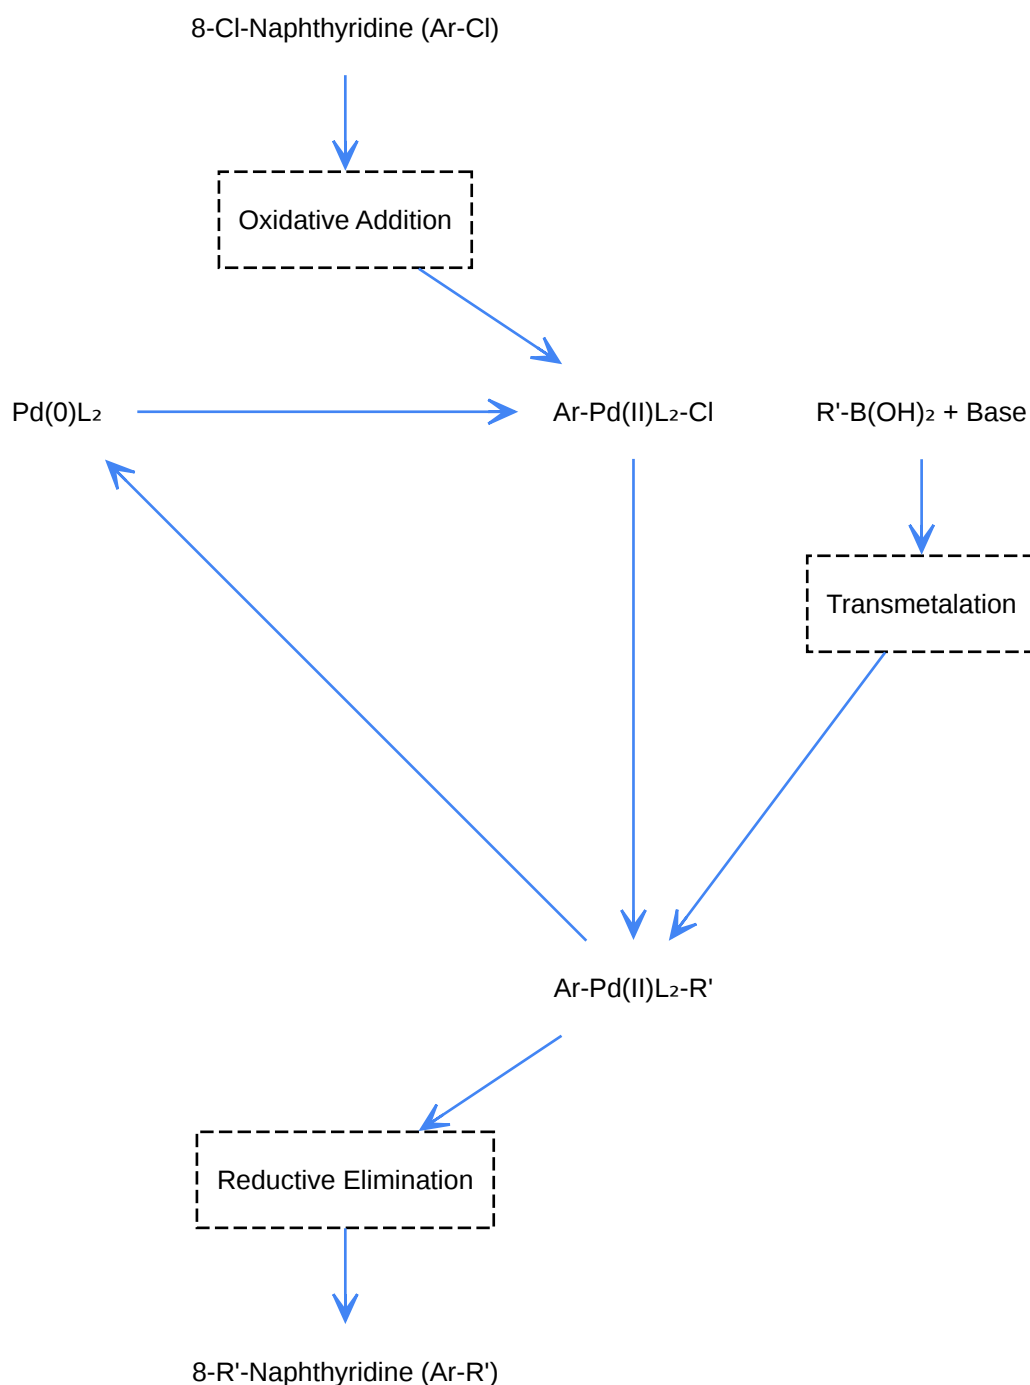 8-Cl-Naphthyridine (Ar-Cl)
Oxidative Addition
Pd(0)L₂
Ar-Pd(II)L₂-Cl
R'-B(OH)₂ + Base
Transmetalation
Ar-Pd(II)L₂-R'
Reductive Elimination
8-R'-Naphthyridine (Ar-R')